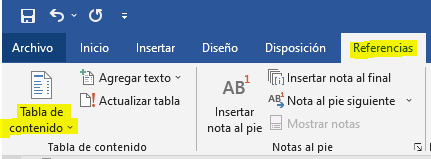 Archivo Inicio Insertar Diseño Disposición Referencias
Tabla de
contenido
Agregar texto
Actualizar tabla
Tabla de contenido
AB1
Insertar
nota al pie
Insertar nota al final
AB1 Nota al pie siguiente
Mostrar notas
Notas al pie